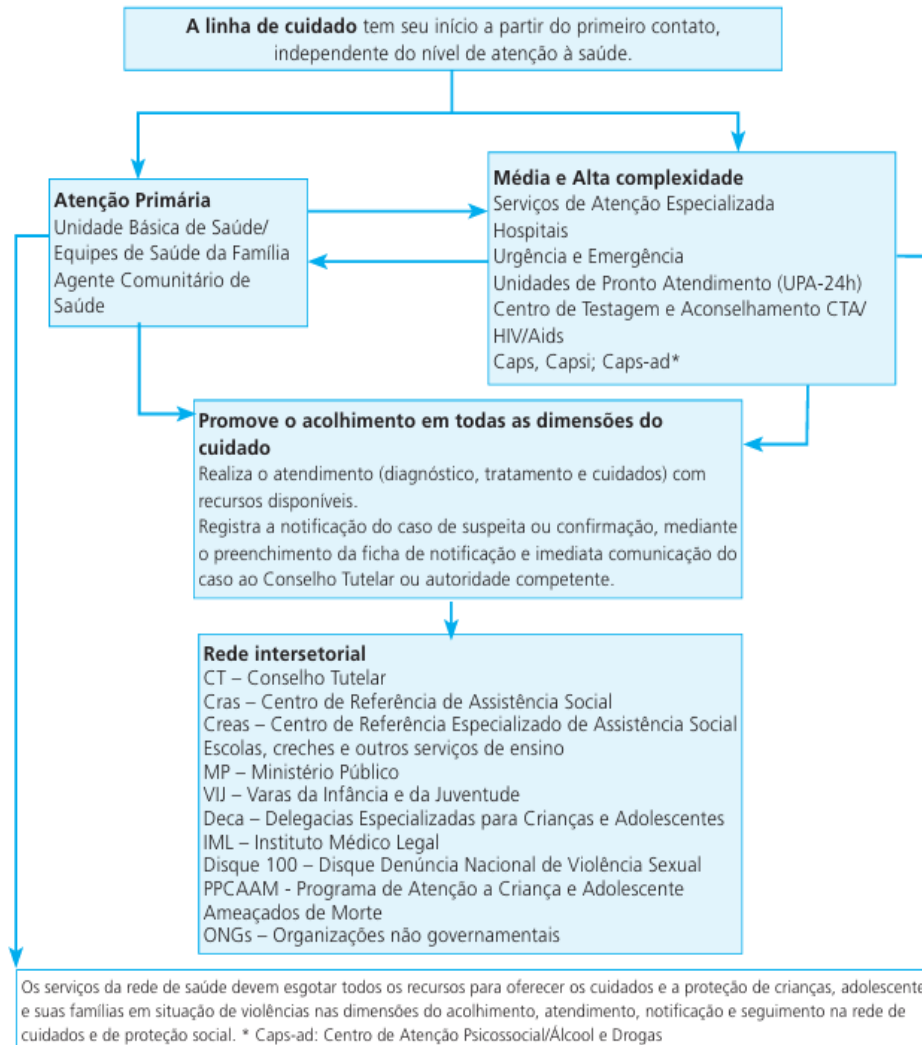 A linha de cuidado tem seu início a partir do primeiro contato,
independente do nível de atenção à saúde.
Atenção Primária
Unidade Básica de Saúde/
Equipes de Saúde da Família
Agente Comunitário de
Saúde
Média e Alta complexidade
Serviços de Atenção Especializada
Hospitais
Urgência e Emergência
Unidades de Pronto Atendimento (UPA-24h)
Centro de Testagem e Aconselhamento CTA/
HIV/Aids
Caps, Capsi; Caps-ad*
Promove o acolhimento em todas as dimensões do
cuidado
Realiza o atendimento (diagnóstico, tratamento e cuidados) com
recursos disponíveis.
Registra a notificação do caso de suspeita ou confirmação, mediante
o preenchimento da ficha de notificação e imediata comunicação do
caso ao Conselho Tutelar ou autoridade competente.
Rede intersetorial
CT – Conselho Tutelar
Cras – Centro de Referência de Assistência Social
Creas – Centro de Referência Especializado de Assistência Social
Escolas, creches e outros serviços de ensino
MP – Ministério Público
VIJ – Varas da Infância e da Juventude
Deca – Delegacias Especializadas para Crianças e Adolescentes
IML – Instituto Médico Legal
Disque 100 – Disque Denúncia Nacional de Violência Sexual
PPCAAM - Programa de Atenção a Criança e Adolescente
Ameaçados de Morte
ONGs – Organizações não governamentais
Os serviços da rede de saúde devem esgotar todos os recursos para oferecer os cuidados e a proteção de crianças, adolescente
e suas famílias em situação de violências nas dimensões do acolhimento, atendimento, notificação e seguimento na rede de
cuidados e de proteção social. * Caps-ad: Centro de Atenção Psicossocial/Álcool e Drogas